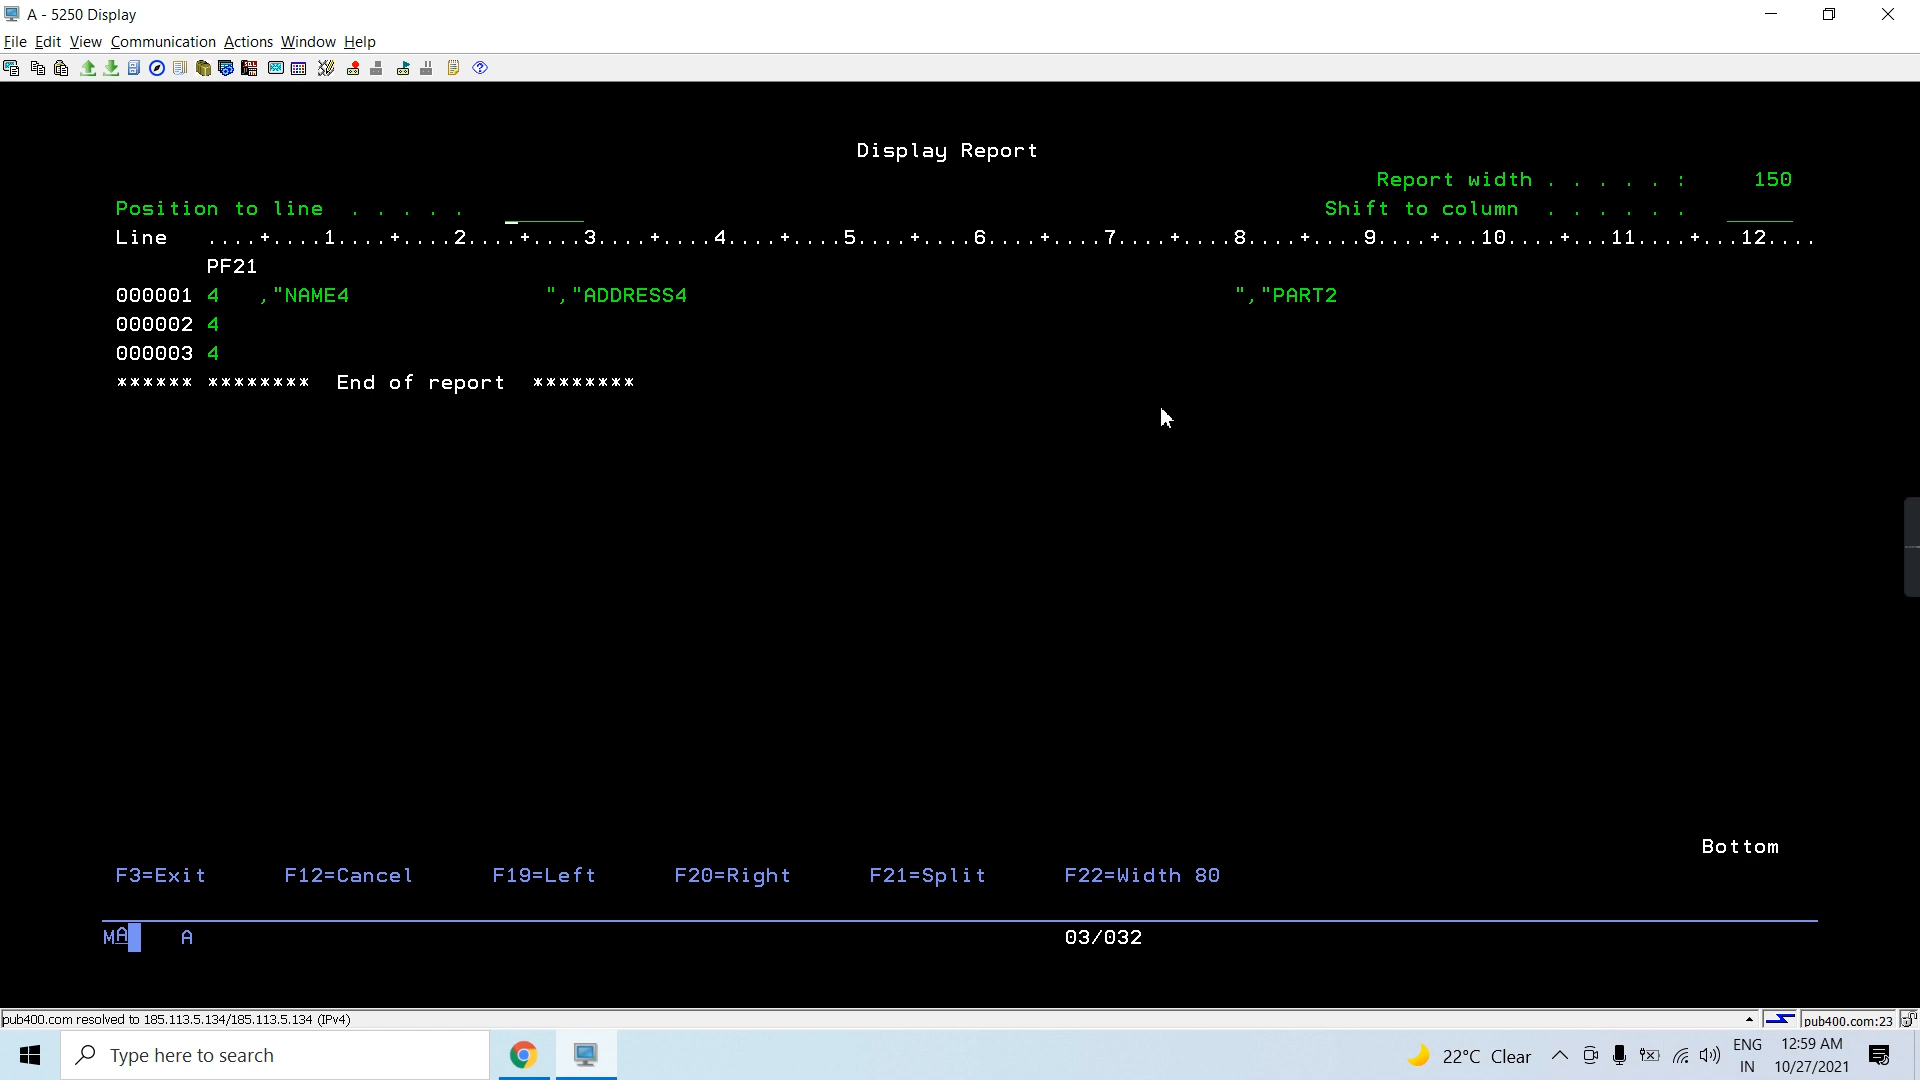 A - 5250 Display
File Edit View Communication Actions Window Help
Display Report
Report width . . . . . : 150
Position to line . . . . . Shift to column . . . . . .
Line ....+....1....+....2....+....3....+....4....+....5....+....6....+....7....+....8....+....9....+...10....+...11....+...12....
PF21
000001 4 ,"NAME4 ","ADDRESS4 ","PART2
000002 4
000003 4
****** ******** End of report ********
Bottom
F3=Exit F12=Cancel F19=Left F20=Right F21=Split F22=Width 80
MA A 03/032
pub400.com resolved to 185.113.5.134/185.113.5.134 (IPv4) pub400.com:23
Type here to search 22°C Clear ENG IN 12:59 AM 10/27/2021